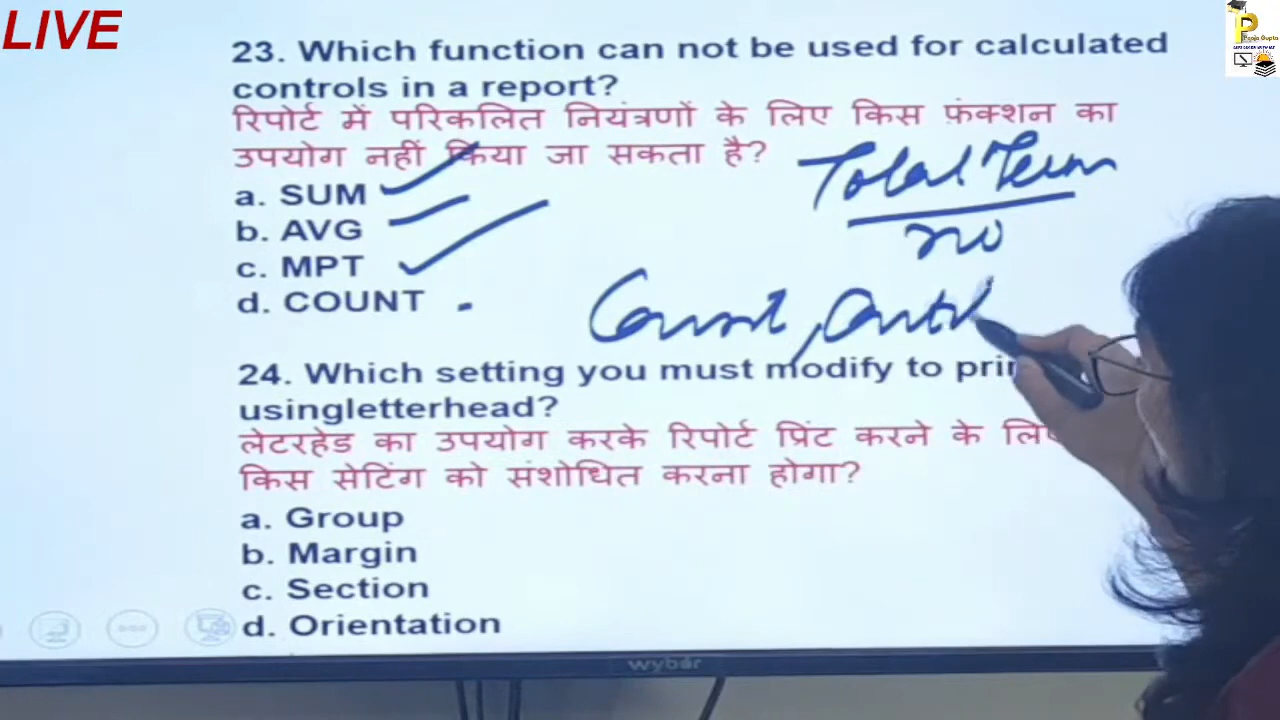 LIVE
23. Which function can not be used for calculated
controls in a report?
रिपोर्ट में परिकलित नियंत्रणों के लिए किस फ़ंक्शन का
उपयोग नहीं किया जा सकता है?
a. SUM
b. AVG
c. MPT
d. COUNT
Total Term
no
Count,
24. Which setting you must modify to
usingletterhead?
लेटरहेड का उपयोग करके रिपोर्ट प्रिंट करने के
किस सेटिंग को संशोधित करना होगा?
a. Group
b. Margin
c. Section
d. Orientation
wybor